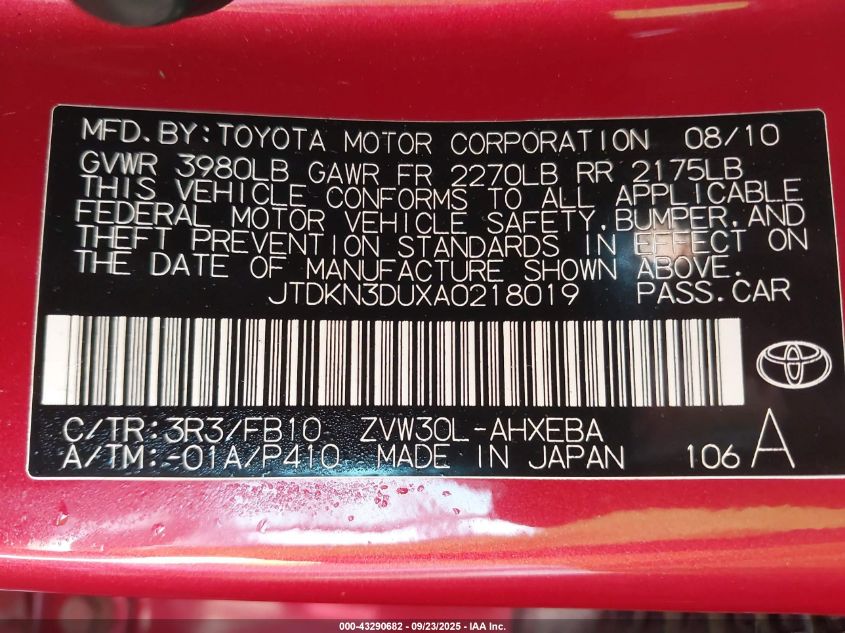 MFD.BY:TOYOTA MOTOR CORPORATION 08/10
GVWR 3980LB GAWR FR 2270LB RR 2175LB
THIS VEHICLE CONFORMS TO ALL APPLICABLE
FEDERAL MOTOR VEHICLE SAFETY,BUMPER,AND
THEFT PREVENTION STANDARDS IN EFFECT ON
THE DATE OF MANUFACTURE SHOWN ABOVE.
JTDKN3DUXA0218019 PASS.CAR
C/TR:3R3/FB10 ZVW30L-AHXEBA
A/TM:-01A/P410 MADE IN JAPAN 106 A
000-43290682 - 09/23/2025 - IAA Inc.